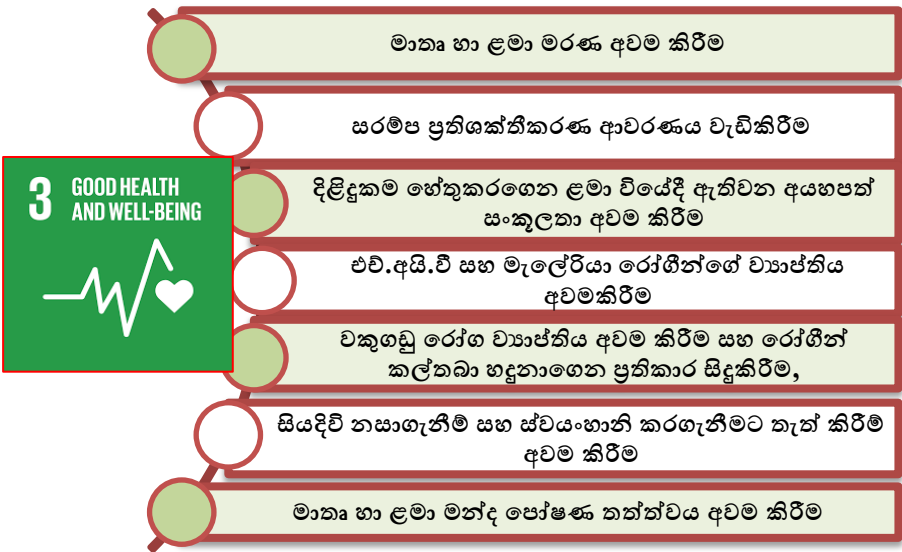 මාතෘ හා ළමා මරණ අවම කිරීම
සරම්ප ප්‍රතිශක්තීකරණ ආවරණය වැඩිකිරීම
දිළිඳුකම හේතුකරගෙන ළමා වියේදී ඇතිවන අයහපත්
සංකූලතා අවම කිරීම
3 GOOD HEALTH
AND WELL-BEING
එච්.අයි.වී සහ මැලේරියා රෝගීන්ගේ ව්‍යාප්තිය
අවමකිරීම
වකුගඩු රෝග ව්‍යාප්තිය අවම කිරීම සහ රෝගීන්
කල්තබා හඳුනාගෙන ප්‍රතිකාර සිදුකිරීම,
සියදිවි නසාගැනීම් සහ ස්වයංහානි කරගැනීමට තැත් කිරීම්
අවම කිරීම
මාතෘ හා ළමා මන්ද පෝෂණ තත්ත්වය අවම කිරීම